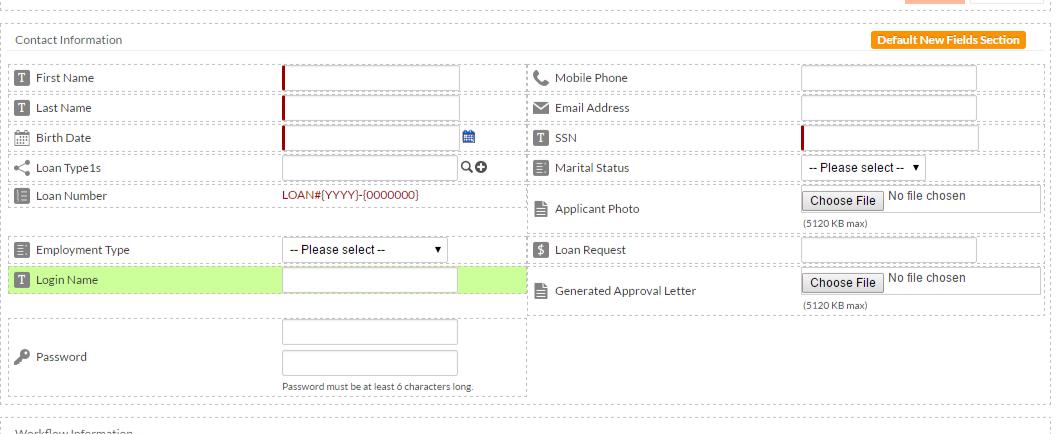 Contact Information
Default New Fields Section
First Name
Mobile Phone
Last Name
Email Address
Birth Date
SSN
Loan Type1s
Marital Status
-- Please select --
Loan Number
LOAN#{YYYY}-{0000000}
Applicant Photo
Choose File No file chosen
(5120 KB max)
Employment Type
-- Please select --
Loan Request
Login Name
Generated Approval Letter
Choose File No file chosen
(5120 KB max)
Password
Password must be at least 6 characters long.
Workflow Information